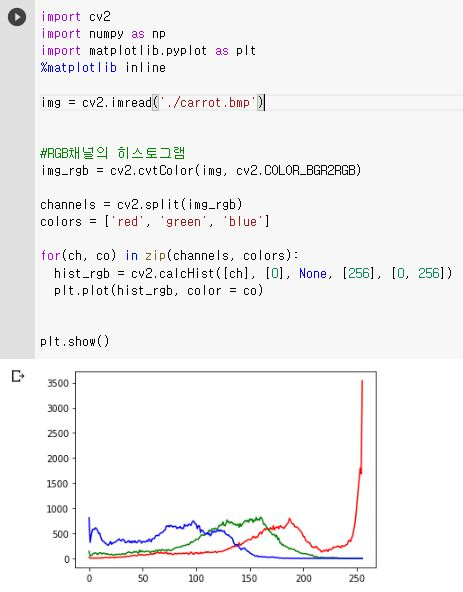 import cv2
import numpy as np
import matplotlib.pyplot as plt
%matplotlib inline
img = cv2.imread('./carrot.bmp')
#RGB채널의 히스토그램
img_rgb = cv2.cvtColor(img, cv2.COLOR_BGR2RGB)
channels = cv2.split(img_rgb)
colors = ['red', 'green', 'blue']
for(ch, co) in zip(channels, colors):
  hist_rgb = cv2.calcHist([ch], [0], None, [256], [0, 256])
  plt.plot(hist_rgb, color = co)
plt.show()
3500
3000
2500
2000
1500
1000
500
0
0 50 100 150 200 250